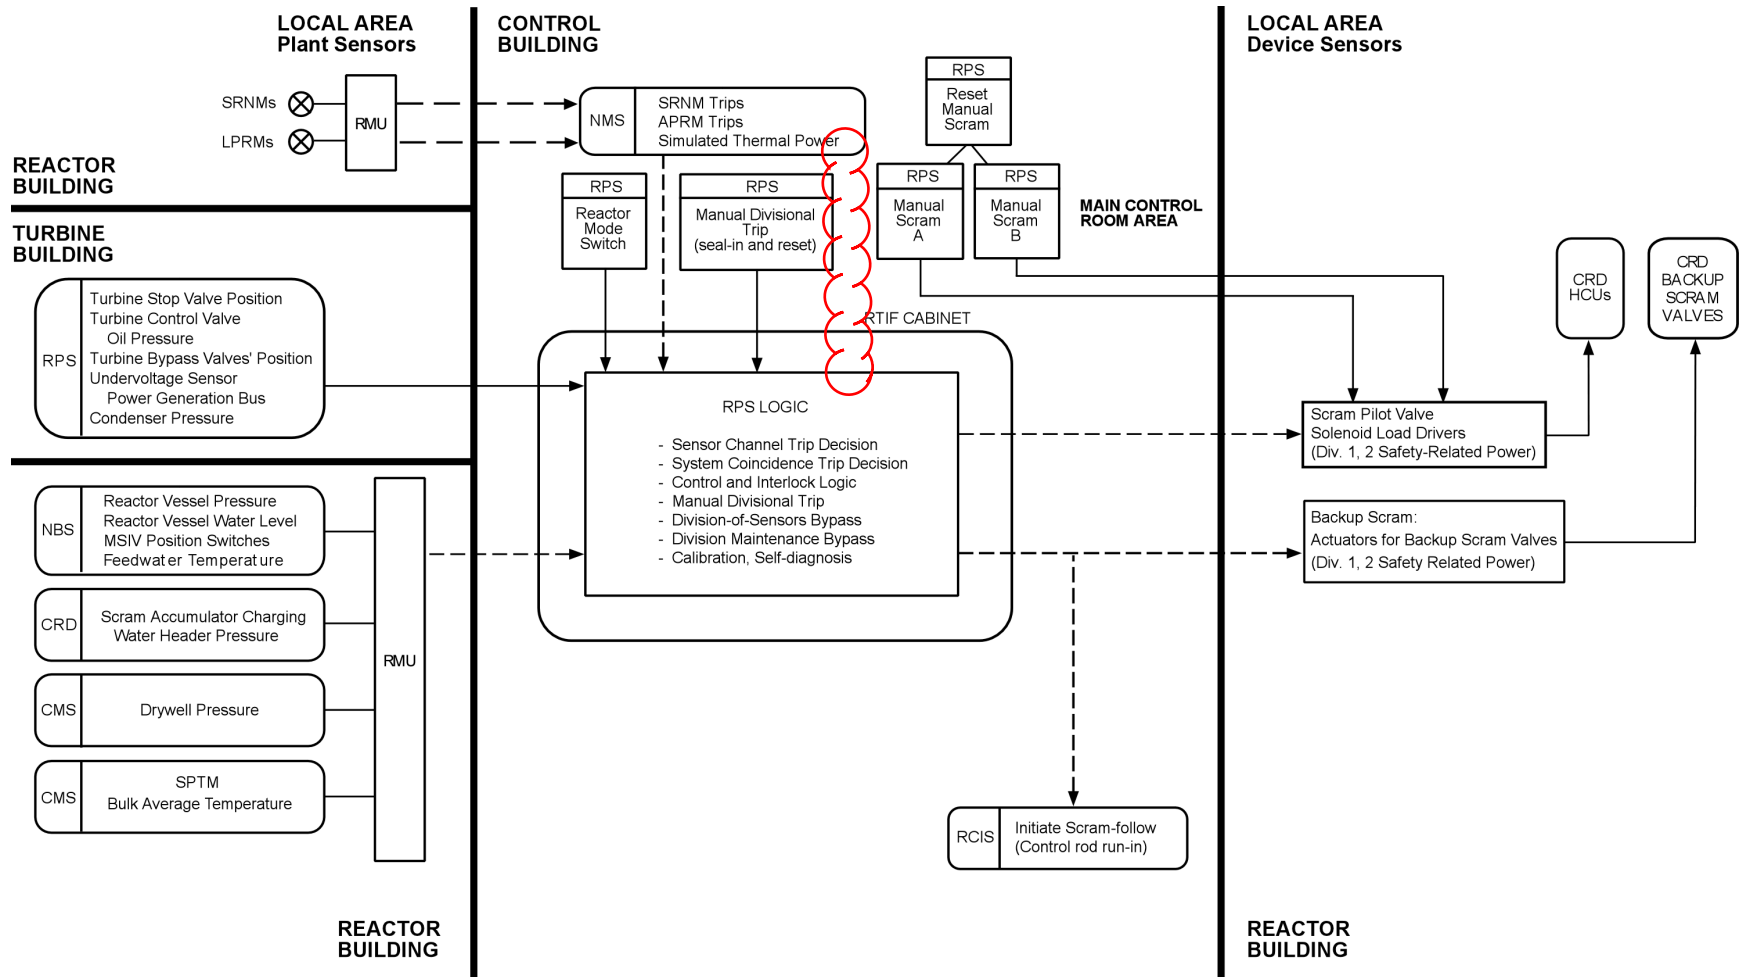 LOCAL AREA
Plant Sensors
SRNMs
LPRMs
RMU
REACTOR
BUILDING
TURBINE
BUILDING
RPS
Turbine Stop Valve Position
Turbine Control Valve
Oil Pressure
Turbine Bypass Valves' Position
Undervoltage Sensor
Power Generation Bus
Condenser Pressure
NBS
Reactor Vessel Pressure
Reactor Vessel Water Level
MSIV Position Switches
Feedwater Temperature
CRD
Scram Accumulator Charging
Water Header Pressure
CMS
Drywell Pressure
CMS
SPTM
Bulk Average Temperature
RMU
REACTOR
BUILDING
CONTROL
BUILDING
NMS
SRNM Trips
APRM Trips
Simulated Thermal Power
RPS
Reactor
Mode
Switch
RPS
Manual Divisional
Trip
(seal-in and reset)
RPS
Reset
Manual
Scram
RPS
Manual
Scram
A
RPS
Manual
Scram
B
MAIN CONTROL
ROOM AREA
RTIF CABINET
RPS LOGIC
- Sensor Channel Trip Decision
- System Coincidence Trip Decision
- Control and Interlock Logic
- Manual Divisional Trip
- Division-of-Sensors Bypass
- Division Maintenance Bypass
- Calibration, Self-diagnosis
RCIS
Initiate Scram-follow
(Control rod run-in)
LOCAL AREA
Device Sensors
CRD
HCUs
CRD
BACKUP
SCRAM
VALVES
Scram Pilot Valve
Solenoid Load Drivers
(Div. 1, 2 Safety-Related Power)
Backup Scram:
Actuators for Backup Scram Valves
(Div. 1, 2 Safety Related Power)
REACTOR
BUILDING